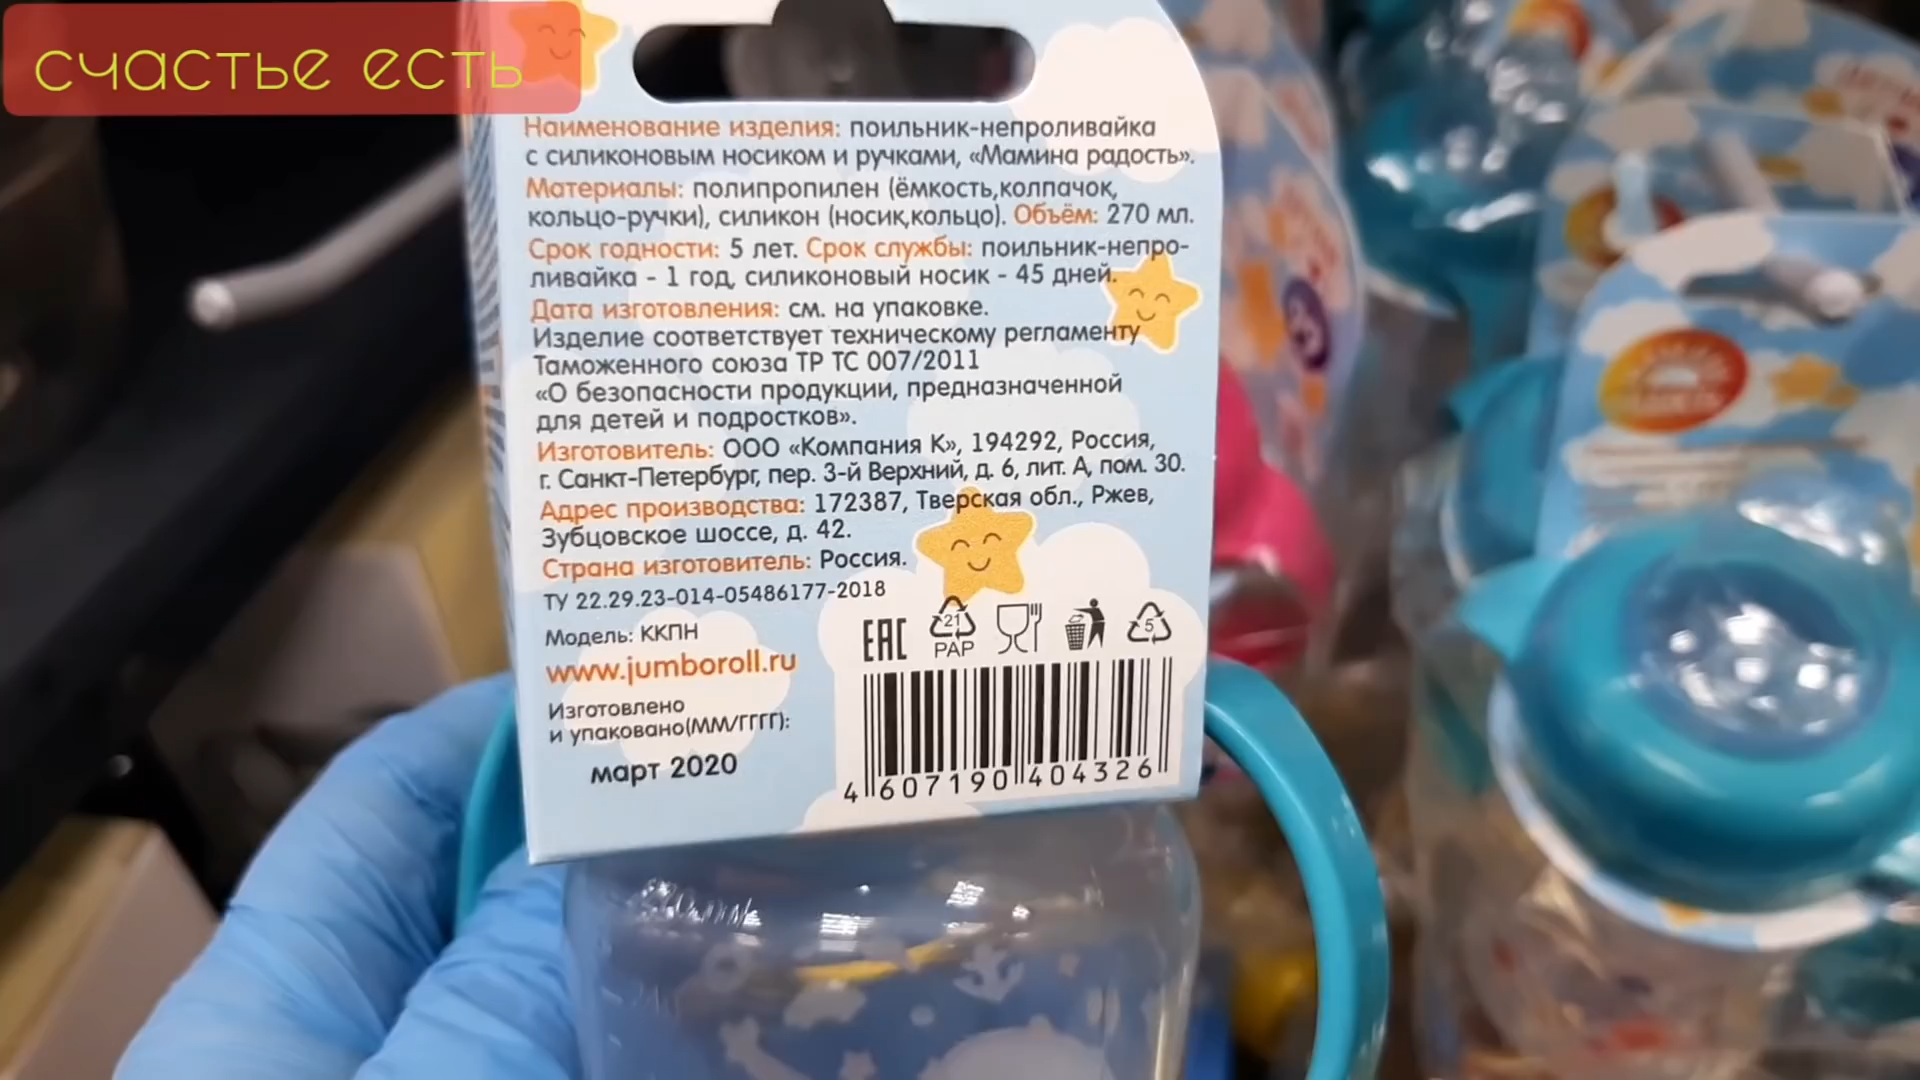 счастье есть
Наименование изделия: поильник-непроливайка
с силиконовым носиком и ручками, «Мамина радость».
Материалы: полипропилен (ёмкость,колпачок,
кольцо-ручки), силикон (носик,кольцо). Объём: 270 мл.
Срок годности: 5 лет. Срок службы: поильник-непро-
ливайка - 1 год, силиконовый носик - 45 дней.
Дата изготовления: см. на упаковке.
Изделие соответствует техническому регламенту
Таможенного союза ТР ТС 007/2011
«О безопасности продукции, предназначенной
для детей и подростков».
Изготовитель: ООО «Компания К», 194292, Россия,
г. Санкт-Петербург, пер. 3-й Верхний, д. 6, лит. А, пом. 30.
Адрес производства: 172387, Тверская обл., Ржев,
Зубцовское шоссе, д. 42.
Страна изготовитель: Россия.
ТУ 22.29.23-014-05486177-2018
Модель: ККПН
www.jumboroll.ru
Изготовлено
и упаковано(ММ/ГГГГ):
март 2020
EAC
21
PAP
5
4 607190 404326